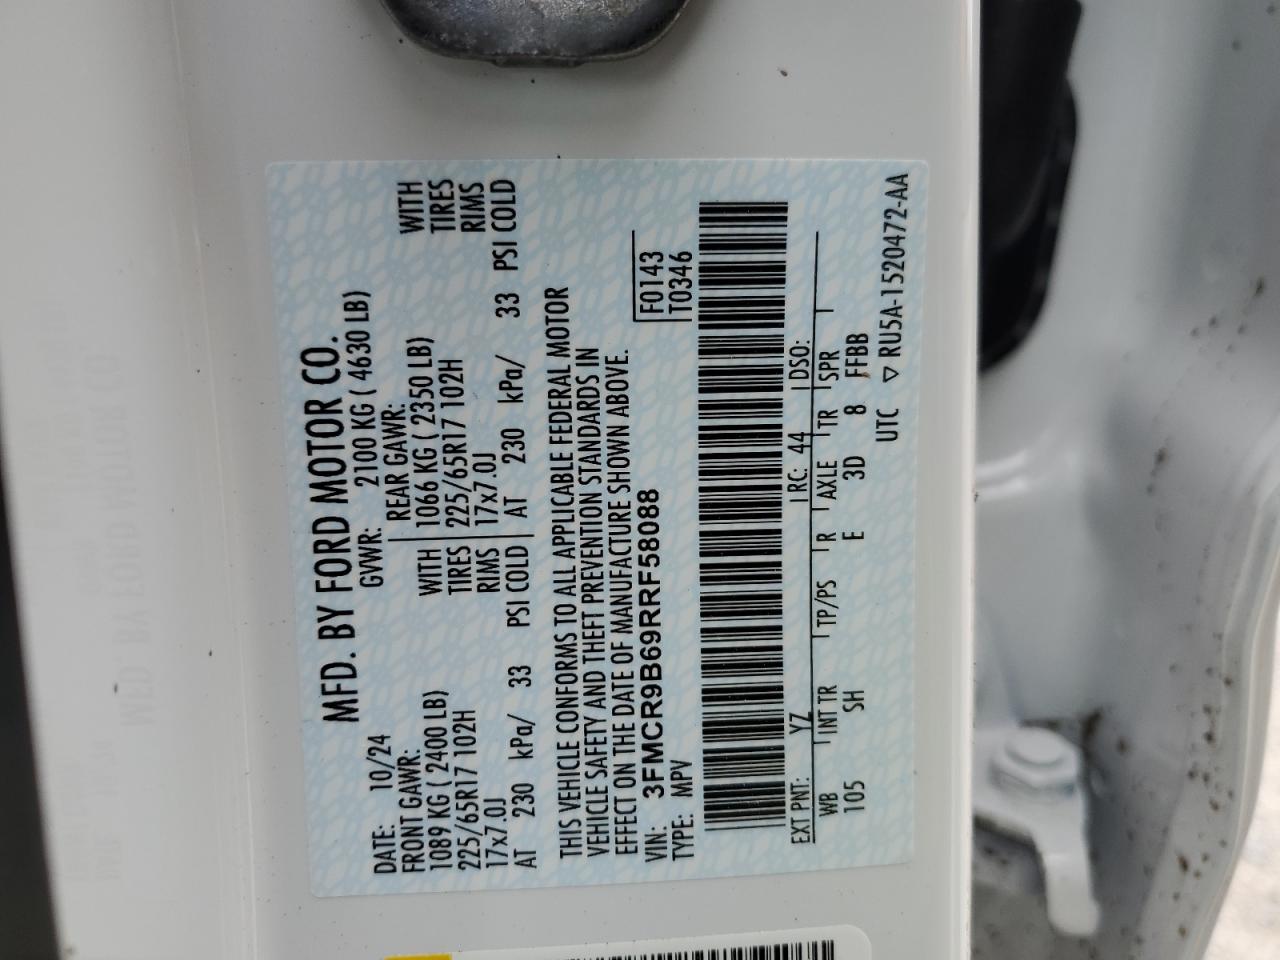 MFD. BY FORD MOTOR CO.
DATE: 10/24 GVWR: 2100 KG ( 4630 LB)
FRONT GAWR: REAR GAWR:
1089 KG ( 2400 LB) WITH 1066 KG ( 2350 LB) WITH
225/65R17 102H TIRES 225/65R17 102H TIRES
17x7.0J RIMS 17x7.0J RIMS
AT 230 kPa/ 33 PSI COLD AT 230 kPa/ 33 PSI COLD
THIS VEHICLE CONFORMS TO ALL APPLICABLE FEDERAL MOTOR
VEHICLE SAFETY AND THEFT PREVENTION STANDARDS IN
EFFECT ON THE DATE OF MANUFACTURE SHOWN ABOVE.
VIN: 3FMCR9B69RRF58088 F0143
TYPE: MPV T0346
EXT PNT: YZ RC: 44 DSO:
WB INT TR TP/PS R AXLE TR SPR
105 SH E 3D 8 FFBB
UTC ▽ RU5A-1520472-AA